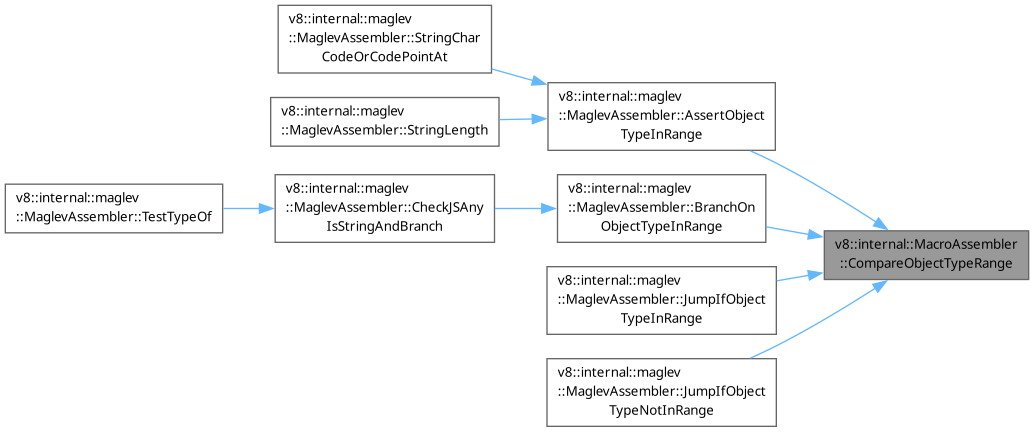 v8::internal::maglev
::MaglevAssembler::StringChar
CodeOrCodePointAt
v8::internal::maglev
::MaglevAssembler::StringLength
v8::internal::maglev
::MaglevAssembler::AssertObject
TypeInRange
v8::internal::maglev
::MaglevAssembler::TestTypeOf
v8::internal::maglev
::MaglevAssembler::CheckJSAny
IsStringAndBranch
v8::internal::maglev
::MaglevAssembler::BranchOn
ObjectTypeInRange
v8::internal::MacroAssembler
::CompareObjectTypeRange
v8::internal::maglev
::MaglevAssembler::JumpIfObject
TypeInRange
v8::internal::maglev
::MaglevAssembler::JumpIfObject
TypeNotInRange